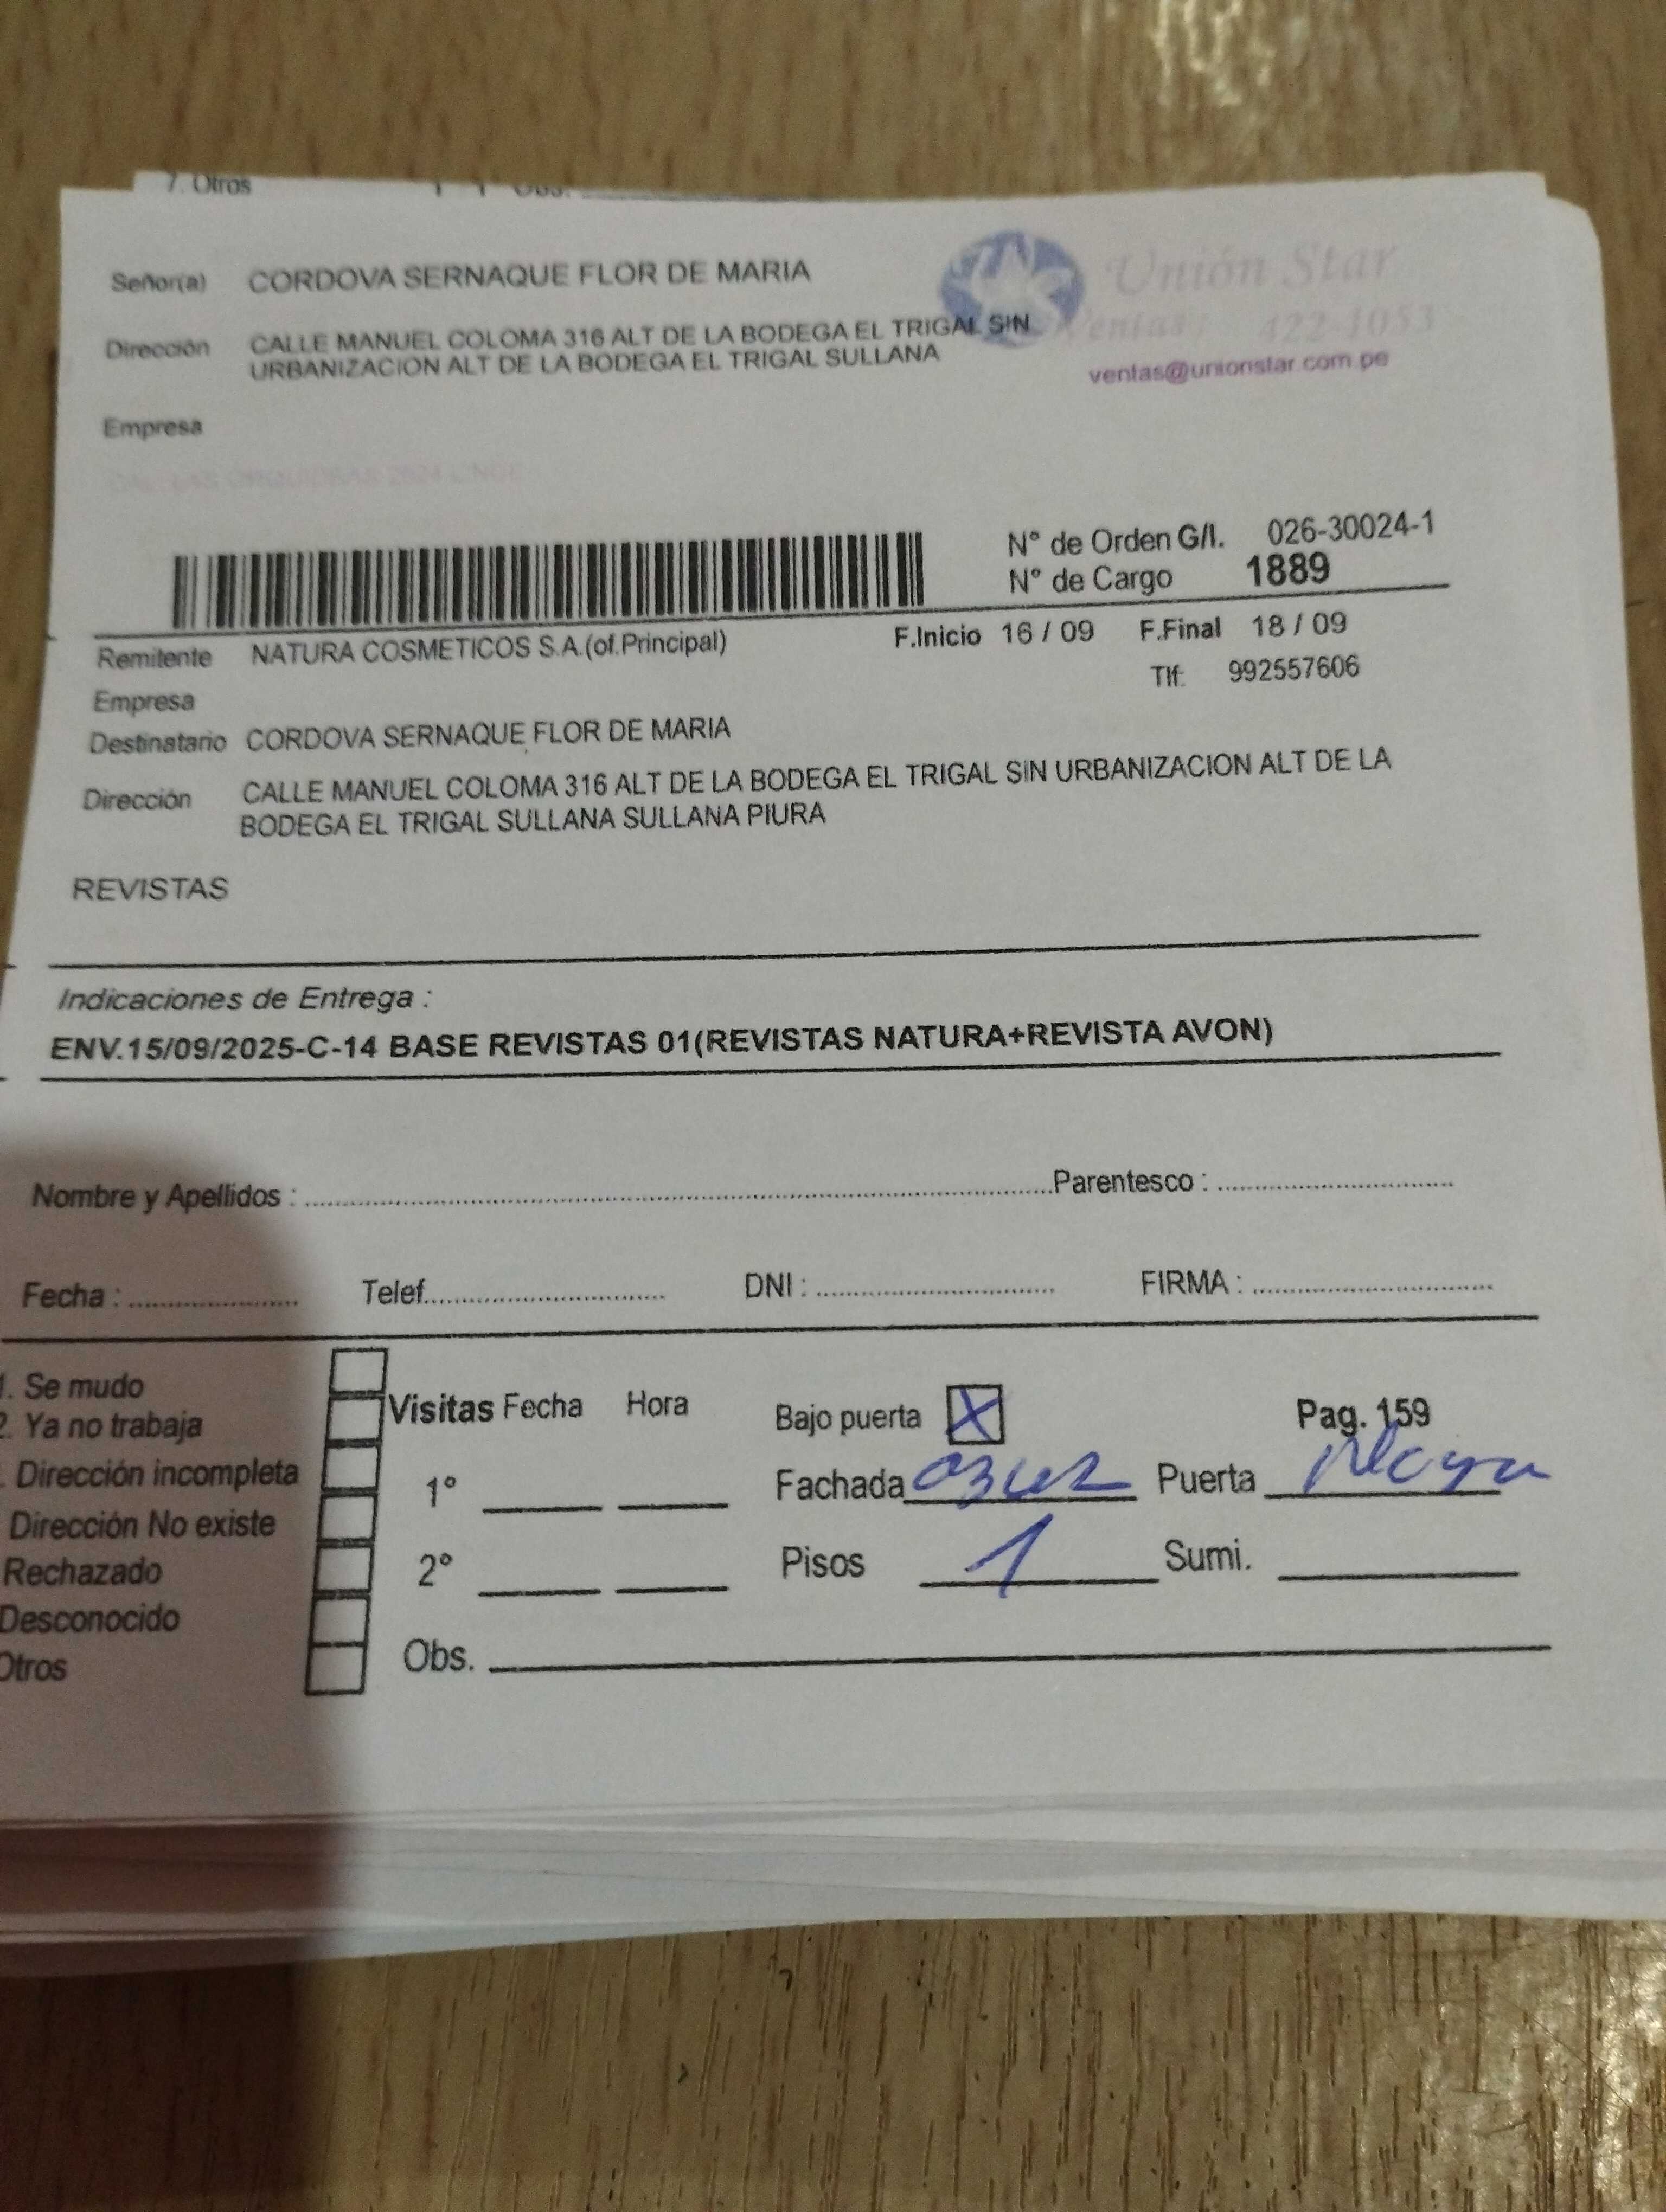 7. Otros
Señor(a) CORDOVA SERNAQUE FLOR DE MARIA
Unión Star
Dirección CALLE MANUEL COLOMA 316 ALT DE LA BODEGA EL TRIGAL SIN
URBANIZACION ALT DE LA BODEGA EL TRIGAL SULLANA
Ventas: 422-1053
ventas@unionstar.com.pe
Empresa
N° de Orden G/I. 026-30024-1
N° de Cargo 1889
Remitente NATURA COSMETICOS S.A.(of.Principal) F.Inicio 16 / 09 F.Final 18 / 09
Tlf: 992557606
Empresa
Destinatario CORDOVA SERNAQUE FLOR DE MARIA
Dirección CALLE MANUEL COLOMA 316 ALT DE LA BODEGA EL TRIGAL SIN URBANIZACION ALT DE LA
BODEGA EL TRIGAL SULLANA SULLANA PIURA
REVISTAS
Indicaciones de Entrega :
ENV.15/09/2025-C-14 BASE REVISTAS 01(REVISTAS NATURA+REVISTA AVON)
Nombre y Apellidos : Parentesco :
Fecha : Telef. DNI : FIRMA :
1. Se mudo
2. Ya no trabaja
Dirección incompleta
Dirección No existe
Rechazado
Desconocido
Otros
Visitas Fecha Hora
1°
2°
Bajo puerta X Pag. 159
Fachada azul Puerta
Pisos 1 Sumi.
Obs.